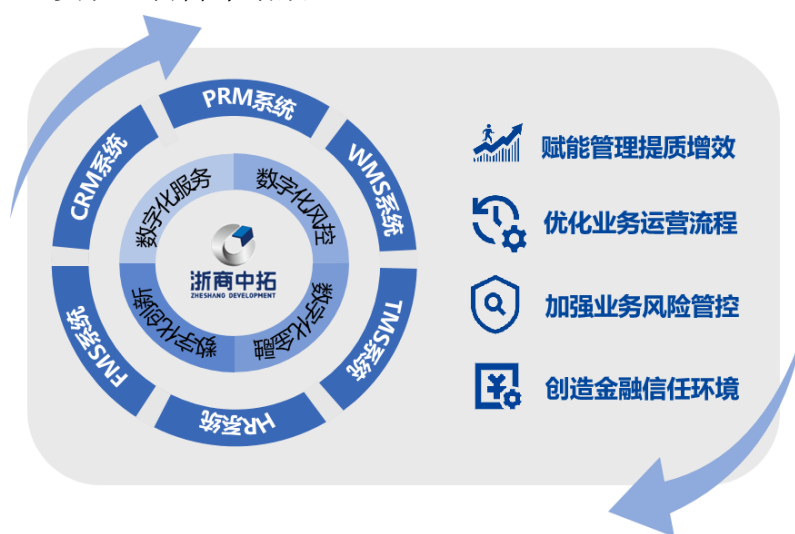 PRM系统
WMS系统
TMS系统
HR系统
FMS系统
CRM系统
数字化服务
数字化风控
数字化金融
数字化创新
浙商中拓
ZHESHANG DEVELOPMENT
赋能管理提质增效
优化业务运营流程
加强业务风险管控
创造金融信任环境